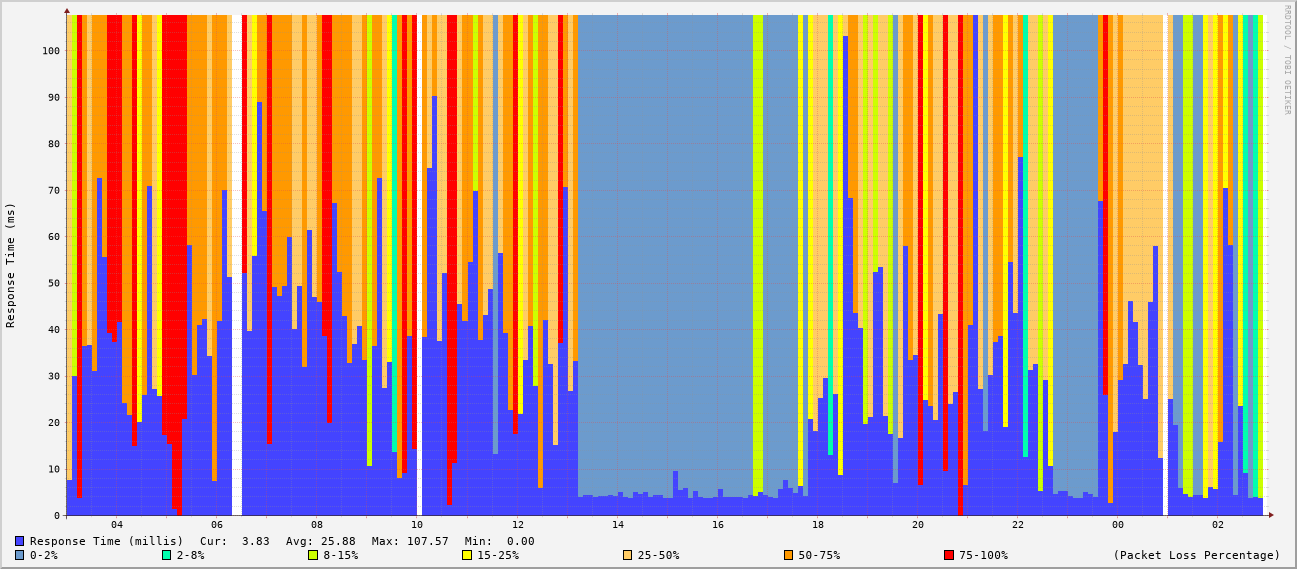 RRDTOOL / TOBI OETIKER
Response Time (ms)
100
90
80
70
60
50
40
30
20
10
0
04 06 08 10 12 14 16 18 20 22 00 02
Response Time (millis) Cur: 3.83 Avg: 25.88 Max: 107.57 Min: 0.00
0-2% 2-8% 8-15% 15-25% 25-50% 50-75% 75-100% (Packet Loss Percentage)